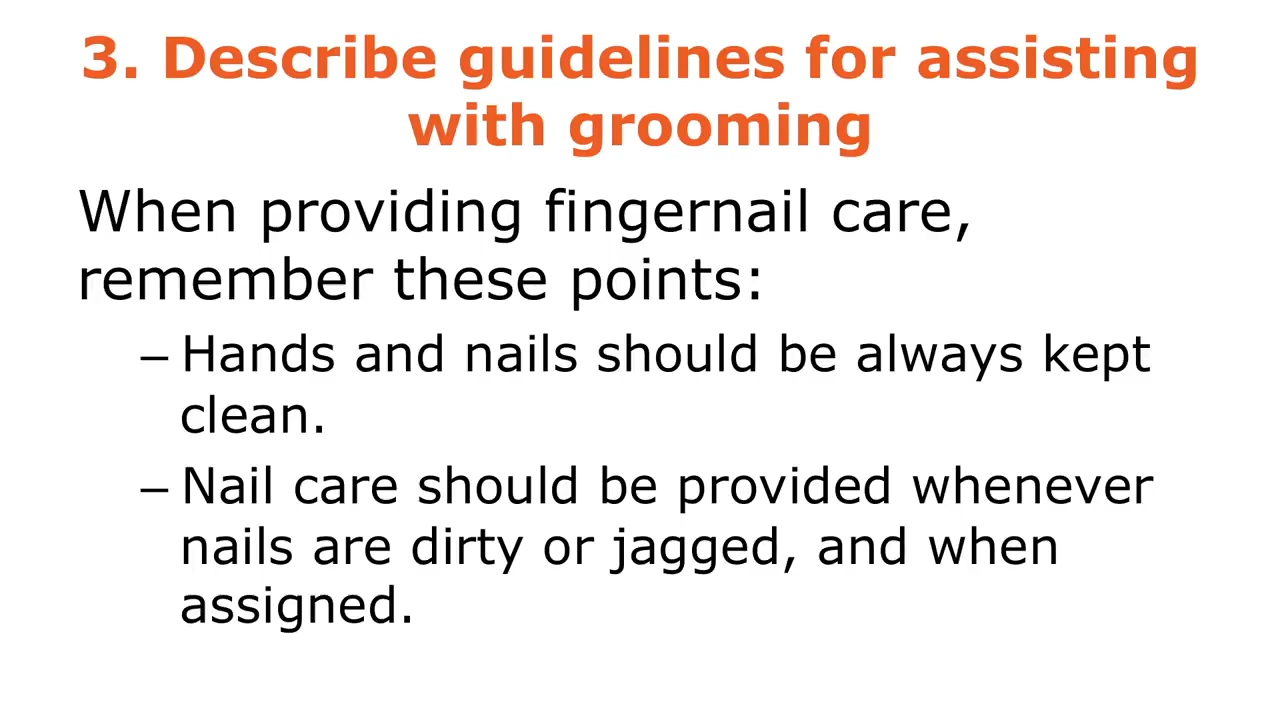 3. Describe guidelines for assisting
with grooming
When providing fingernail care,
remember these points:
– Hands and nails should be always kept
clean.
– Nail care should be provided whenever
nails are dirty or jagged, and when
assigned.